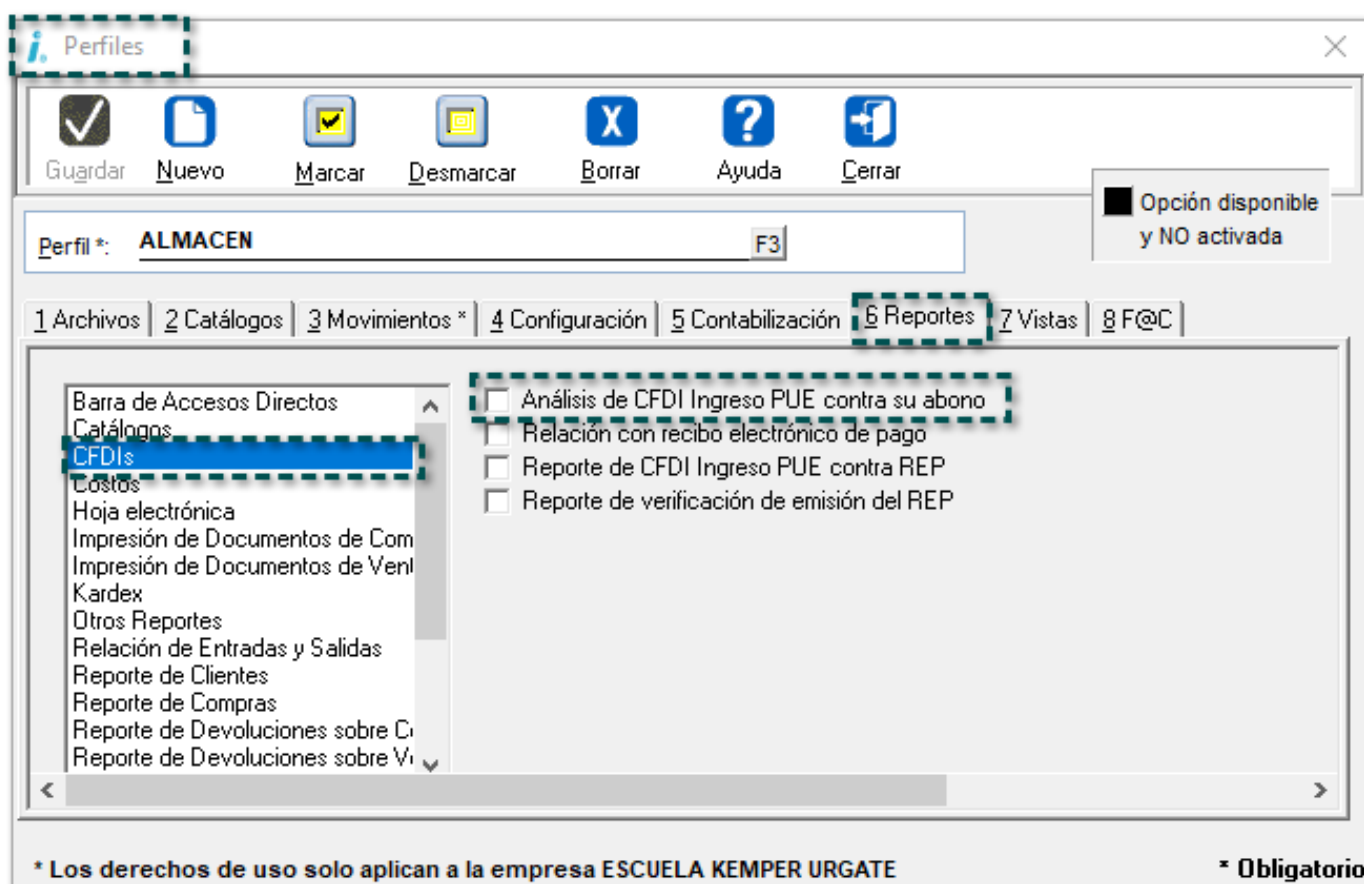 Perfiles
Guardar Nuevo Marcar Desmarcar Borrar Ayuda Cerrar
Opción disponible
y NO activada
Perfil *: ALMACEN F3
1 Archivos 2 Catálogos 3 Movimientos * 4 Configuración 5 Contabilización 6 Reportes 7 Vistas 8 F@C
Barra de Accesos Directos
Catálogos
CFDIs
Costos
Hoja electrónica
Impresión de Documentos de Com
Impresión de Documentos de Vent
Kardex
Otros Reportes
Relación de Entradas y Salidas
Reporte de Clientes
Reporte de Compras
Reporte de Devoluciones sobre C
Reporte de Devoluciones sobre V
Análisis de CFDI Ingreso PUE contra su abono
Relación con recibo electrónico de pago
Reporte de CFDI Ingreso PUE contra REP
Reporte de verificación de emisión del REP
* Los derechos de uso solo aplican a la empresa ESCUELA KEMPER URGATE
* Obligatorio